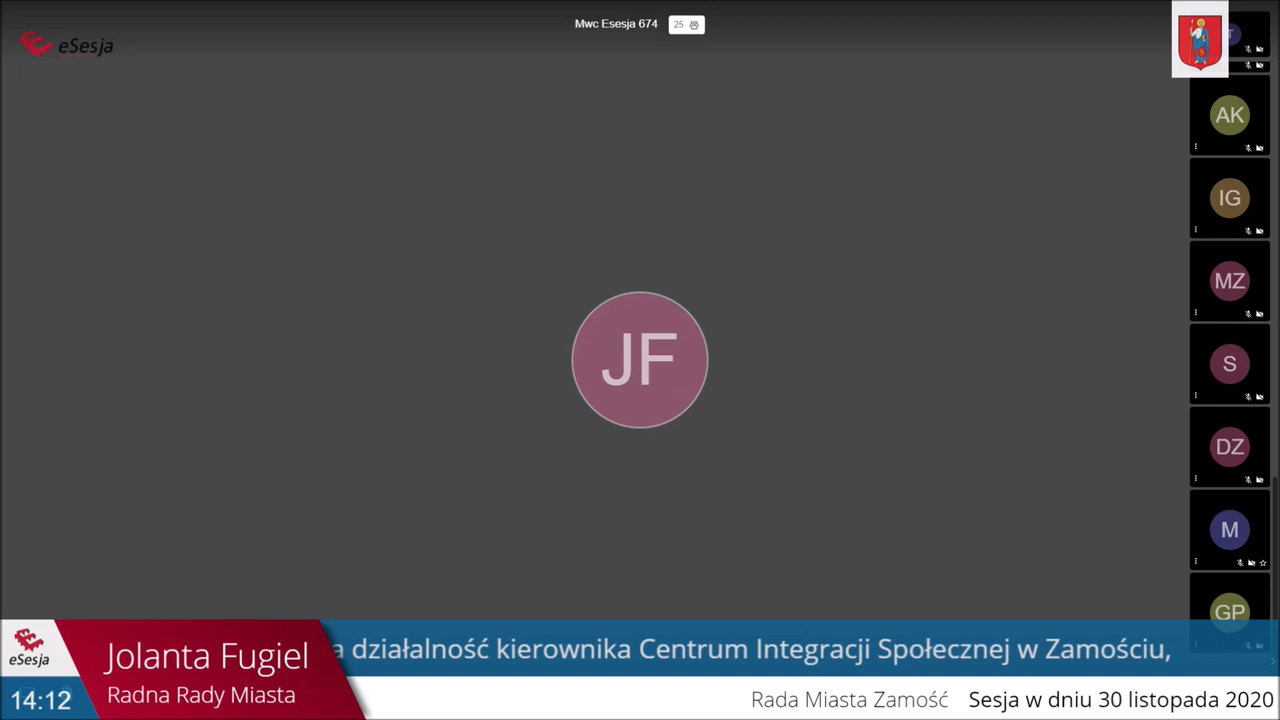 Mwc Esesja 674
25
eSesja
T
AK
IG
MZ
S
DZ
M
GP
JF
a działalność kierownika Centrum Integracji Społecznej w Zamościu,
eSesja
Jolanta Fugiel
Radna Rady Miasta
14:12
Rada Miasta Zamość Sesja w dniu 30 listopada 2020